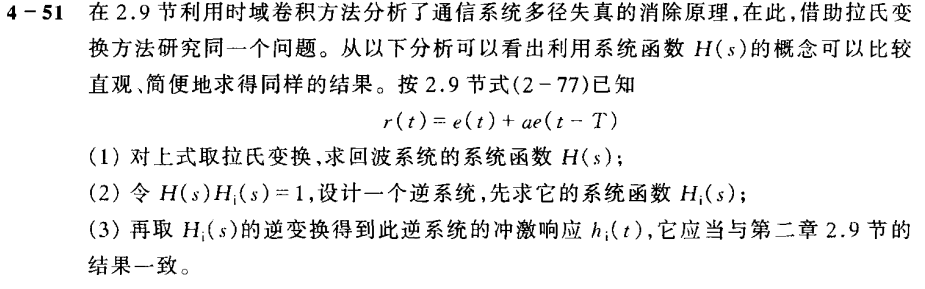 4-51 在2.9节利用时域卷积方法分析了通信系统多径失真的消除原理,在此,借助拉氏变
换方法研究同一个问题。从以下分析可以看出利用系统函数 H(s)的概念可以比较
直观、简便地求得同样的结果。按2.9节式(2-77)已知
r(t)=e(t)+ae(t-T)
(1) 对上式取拉氏变换,求回波系统的系统函数 H(s);
(2) 令 H(s)Hᵢ(s)=1,设计一个逆系统,先求它的系统函数 Hᵢ(s);
(3) 再取 Hᵢ(s)的逆变换得到此逆系统的冲激响应 hᵢ(t),它应当与第二章2.9节的
结果一致。